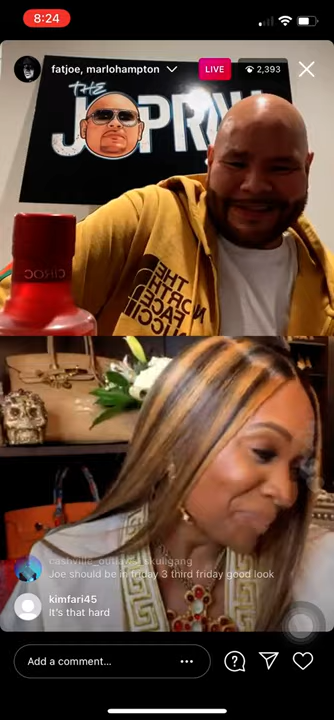 8:24
fatjoe, marlohampton
LIVE
2,393
THE
CIROC
THE
NORTH
FACE
GUCCI
Joe should be in friday 3 third friday good look
kimfari45
It's that hard
Add a comment...